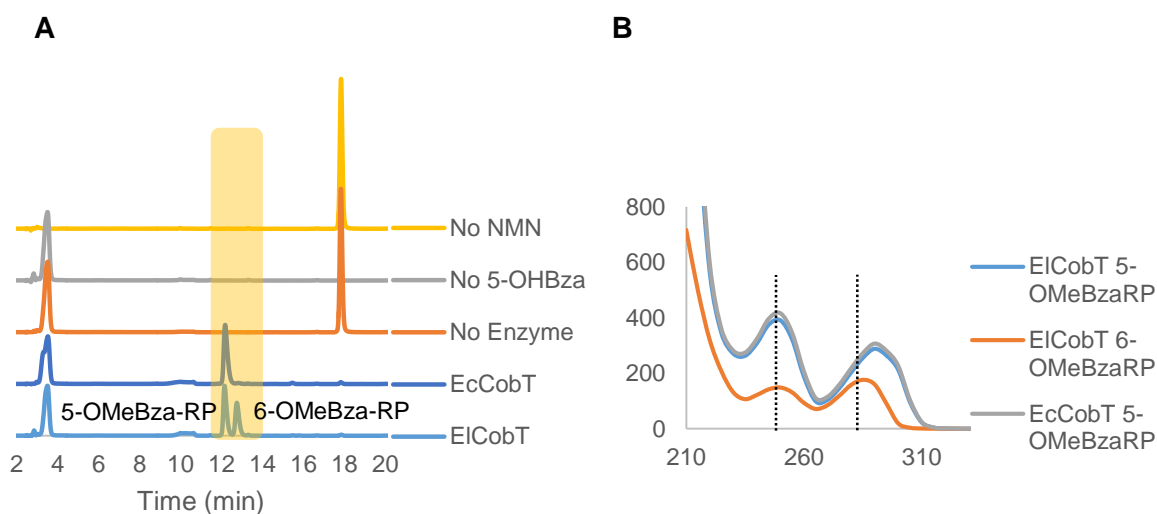 A
No NMN
No 5-OHBza
No Enzyme
EcCobT
5-OMeBza-RP 6-OMeBza-RP
ElCobT
2 4 6 8 10 12 14 16 18 20
Time (min)
B
800
600
400
200
0
210 260 310
ElCobT 5-
OMeBzaRP
ElCobT 6-
OMeBzaRP
EcCobT 5-
OMeBzaRP